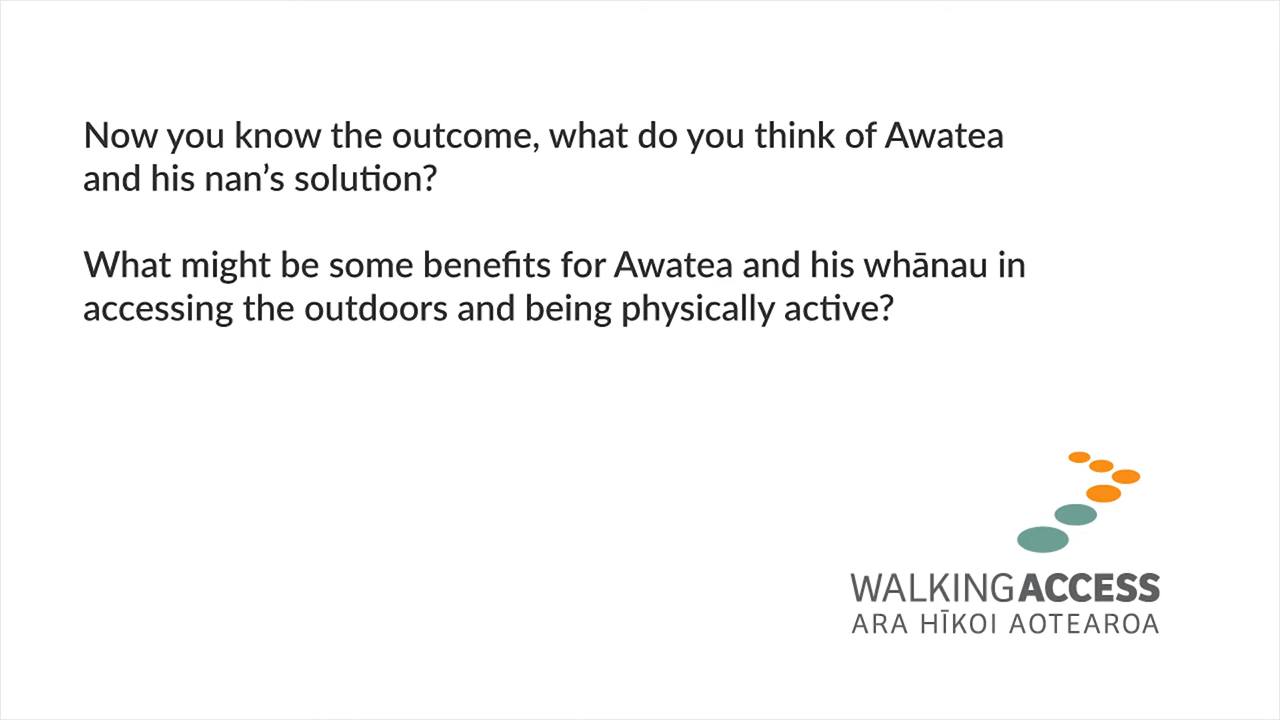 Now you know the outcome, what do you think of Awatea
and his nan’s solution?
What might be some benefits for Awatea and his whānau in
accessing the outdoors and being physically active?
WALKINGACCESS
ARA HĪKOI AOTEAROA